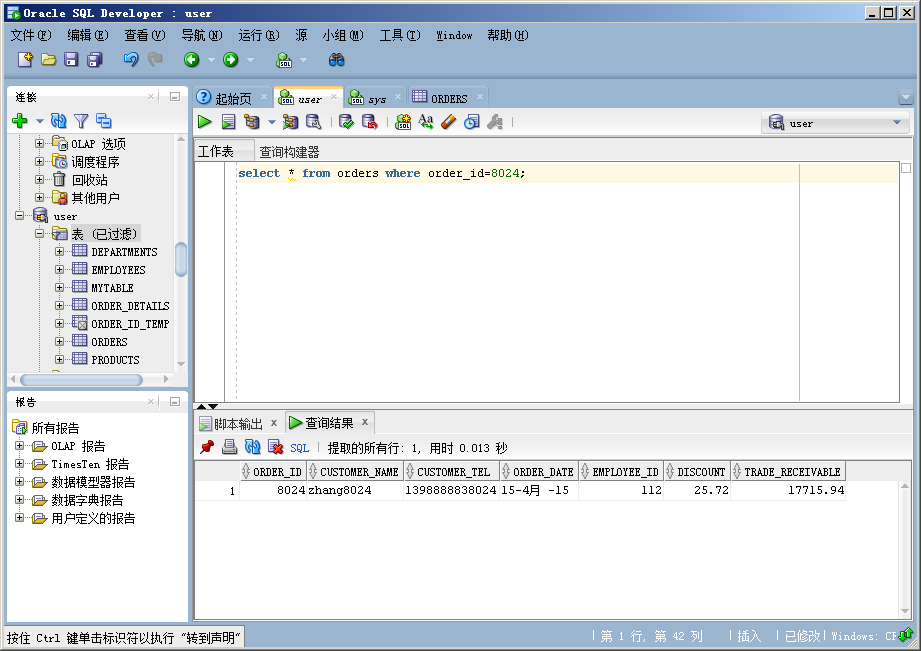 Oracle SQL Developer : user
文件(F) 编辑(E) 查看(V) 导航(N) 运行(R) 源 小组(M) 工具(T) Window 帮助(H)
连接
OLAP 选项
调度程序
回收站
其他用户
user
表 (已过滤)
DEPARTMENTS
EMPLOYEES
MYTABLE
ORDER_DETAILS
ORDER_ID_TEMP
ORDERS
PRODUCTS
报告
所有报告
OLAP 报告
TimesTen 报告
数据模型器报告
数据字典报告
用户定义的报告
起始页 user sys ORDERS
user
工作表 查询构建器
select * from orders where order_id=8024;
脚本输出 查询结果
SQL 提取的所有行: 1, 用时 0.013 秒
ORDER_ID CUSTOMER_NAME CUSTOMER_TEL ORDER_DATE EMPLOYEE_ID DISCOUNT TRADE_RECEIVABLE
1 8024 zhang8024 1398888838024 15-4月 -15 112 25.72 17715.94
按住 Ctrl 键单击标识符以执行 "转到声明"
第 1 行, 第 42 列 插入 已修改 Windows: